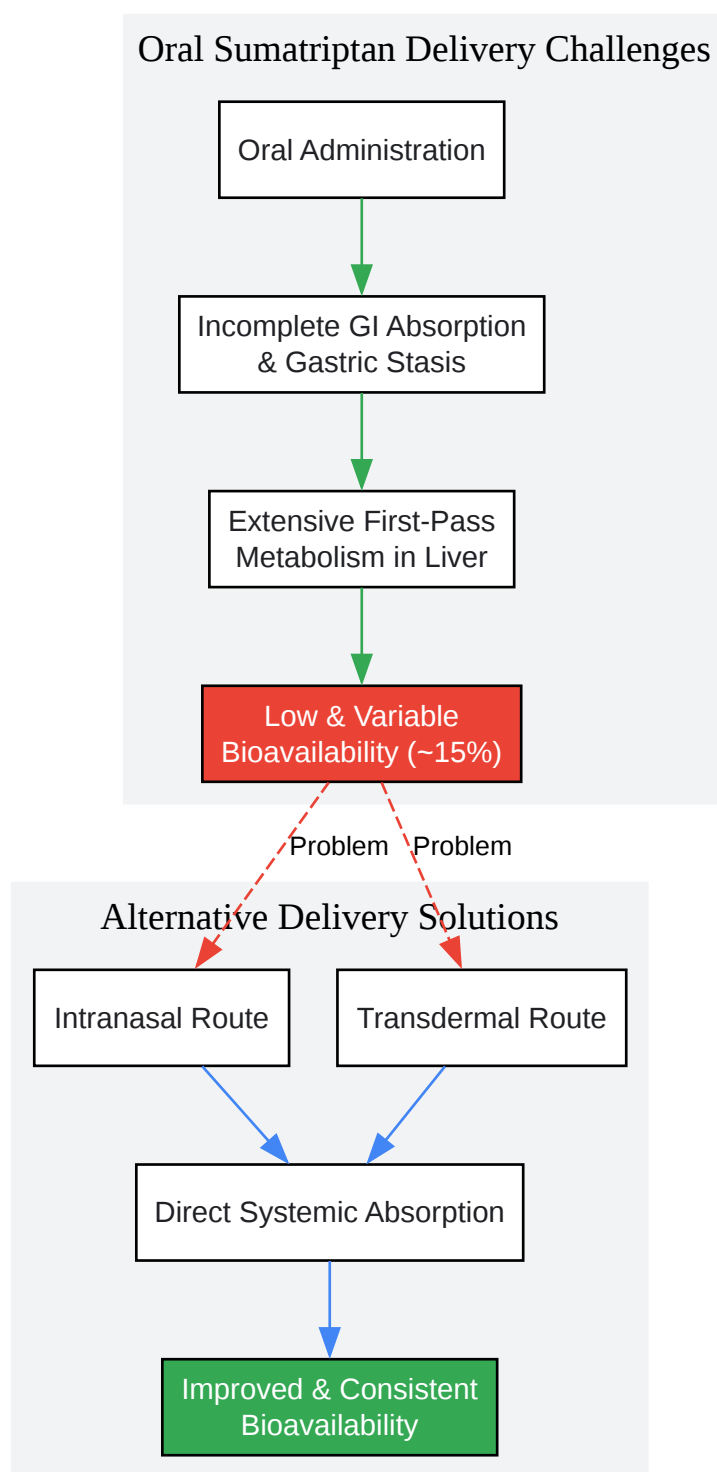 Oral Sumatriptan Delivery Challenges
Oral Administration
Incomplete GI Absorption
& Gastric Stasis
Extensive First-Pass
Metabolism in Liver
Low & Variable
Bioavailability (~15%)
Problem
Problem
Alternative Delivery Solutions
Intranasal Route
Transdermal Route
Direct Systemic Absorption
Improved & Consistent
Bioavailability